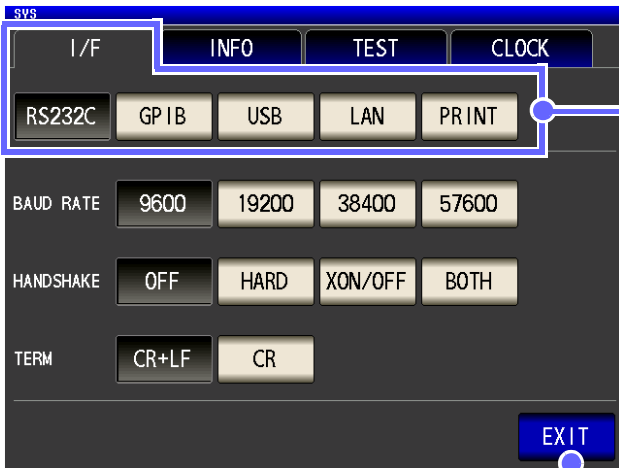 SYS
I/F INFO TEST CLOCK
RS232C GPIB USB LAN PRINT
BAUD RATE 9600 19200 38400 57600
HANDSHAKE OFF HARD XON/OFF BOTH
TERM CR+LF CR
EXIT